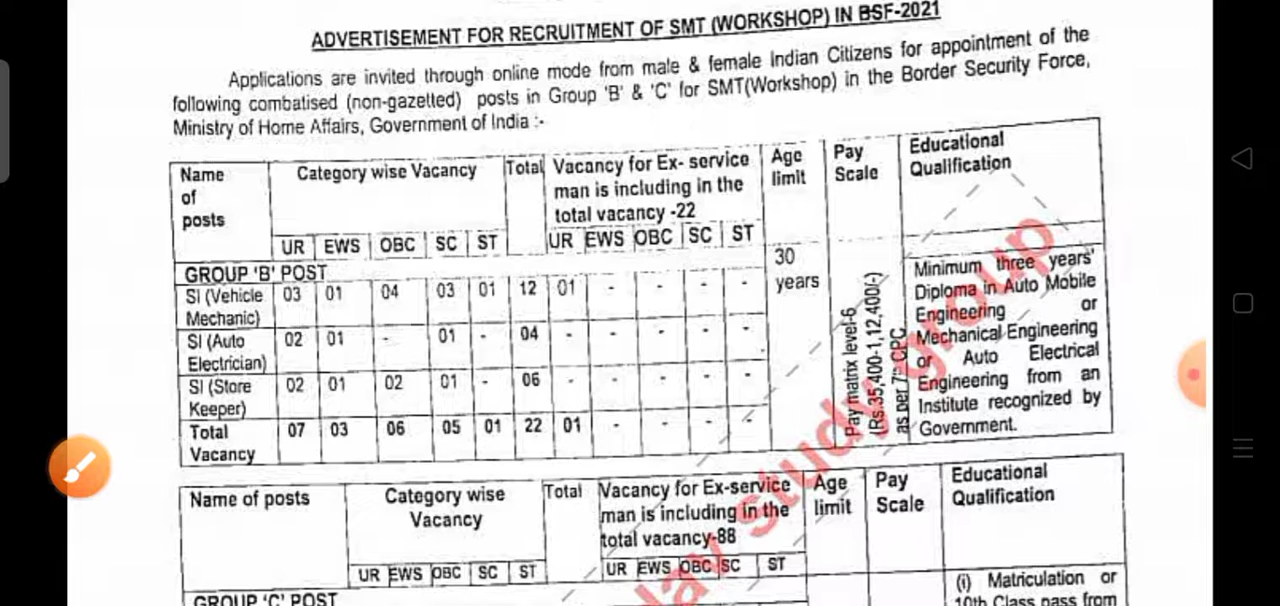 ADVERTISEMENT FOR RECRUITMENT OF SMT (WORKSHOP) IN BSF-2021
Applications are invited through online mode from male & female Indian Citizens for appointment of the
following combatised (non-gazetted) posts in Group 'B' & 'C' for SMT(Workshop) in the Border Security Force,
Ministry of Home Affairs, Government of India :-
Name of posts
Category wise Vacancy
Total
Vacancy for Ex- service man is including in the total vacancy -22
Age limit
Pay Scale
Educational Qualification
UR EWS OBC SC ST
UR EWS OBC SC ST
GROUP 'B' POST
SI (Vehicle Mechanic) 03 01 04 03 01 12 01 - - - -
SI (Auto Electrician) 02 01 - 01 - 04 - - - - -
SI (Store Keeper) 02 01 02 01 - 06 - - - - -
Total Vacancy 07 03 06 05 01 22 01 - - - -
30 years
Pay matrix level-6
(Rs.35,400-1,12,400/-)
as per 7th CPC
Minimum three years'
Diploma in Auto Mobile
Engineering or
Mechanical Engineering
or Auto Electrical
Engineering from an
Institute recognized by
Government.
Name of posts
Category wise Vacancy
Total
Vacancy for Ex-service man is including in the total vacancy-88
Age limit
Pay Scale
Educational Qualification
UR EWS OBC SC ST
UR EWS OBC SC ST
GROUP 'C' POST
(i) Matriculation or
10th Class pass from
study group